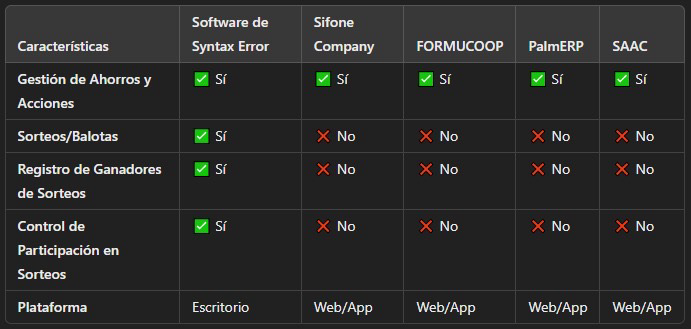 Características Software de Syntax Error Sifone Company FORMUCOOP PalmERP SAAC
Gestión de Ahorros y Acciones ✅ Sí ✅ Sí ✅ Sí ✅ Sí ✅ Sí
Sorteos/Balotas ✅ Sí ❌ No ❌ No ❌ No ❌ No
Registro de Ganadores de Sorteos ✅ Sí ❌ No ❌ No ❌ No ❌ No
Control de Participación en Sorteos ✅ Sí ❌ No ❌ No ❌ No ❌ No
Plataforma Escritorio Web/App Web/App Web/App Web/App